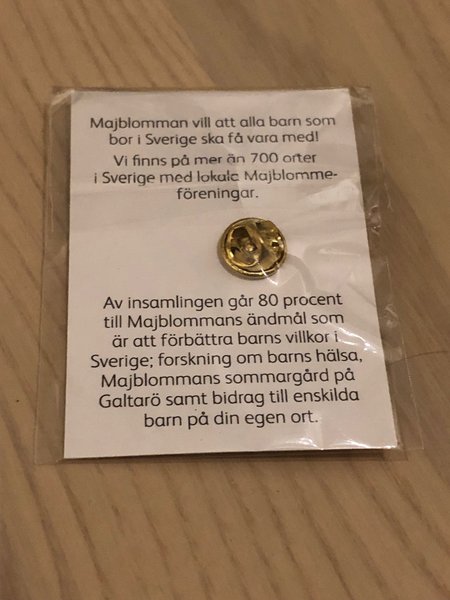 Majblomman vill att alla barn som
bor i Sverige ska få vara med!
Vi finns på mer än 700 orter
i Sverige med lokala Majblomme-
föreningar.
Av insamlingen går 80 procent
till Majblommans ändmål som
är att förbättra barns villkor i
Sverige; forskning om barns hälsa,
Majblommans sommargård på
Galtarö samt bidrag till enskilda
barn på din egen ort.